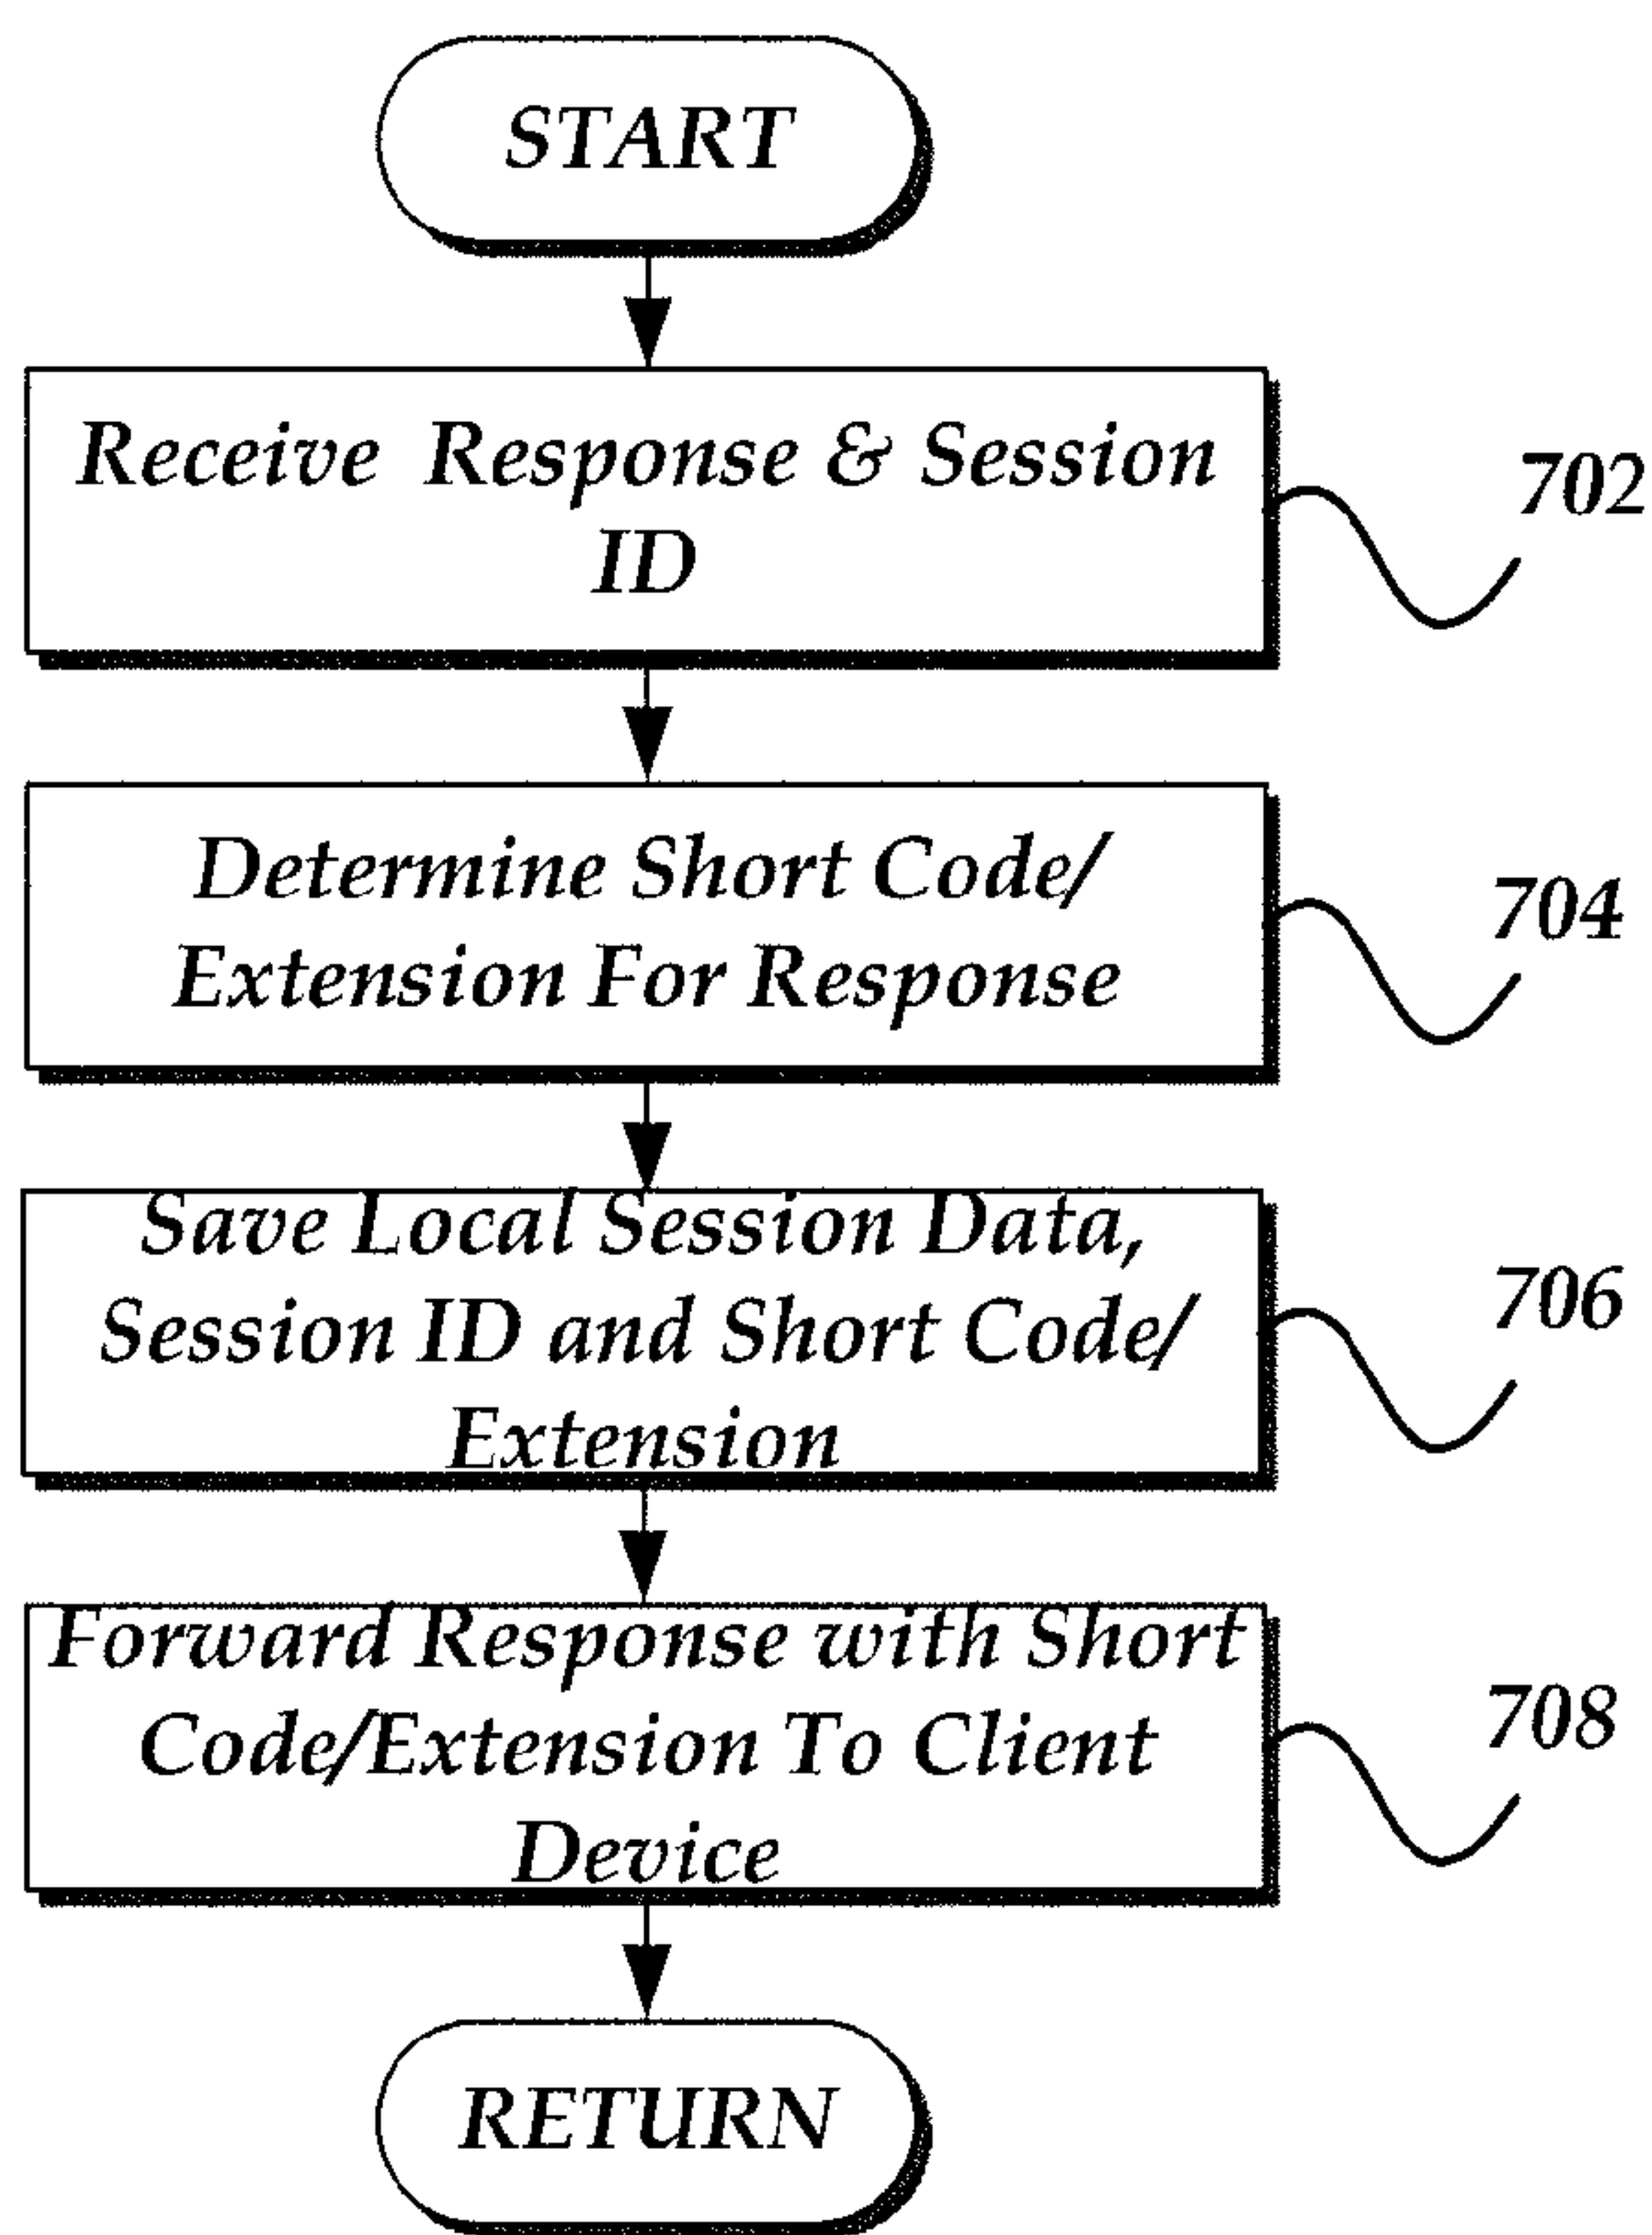 START
Receive Response & Session
ID
702
Determine Short Code/
Extension For Response
704
Save Local Session Data,
Session ID and Short Code/
Extension
706
Forward Response with Short
Code/Extension To Client
Device
708
RETURN